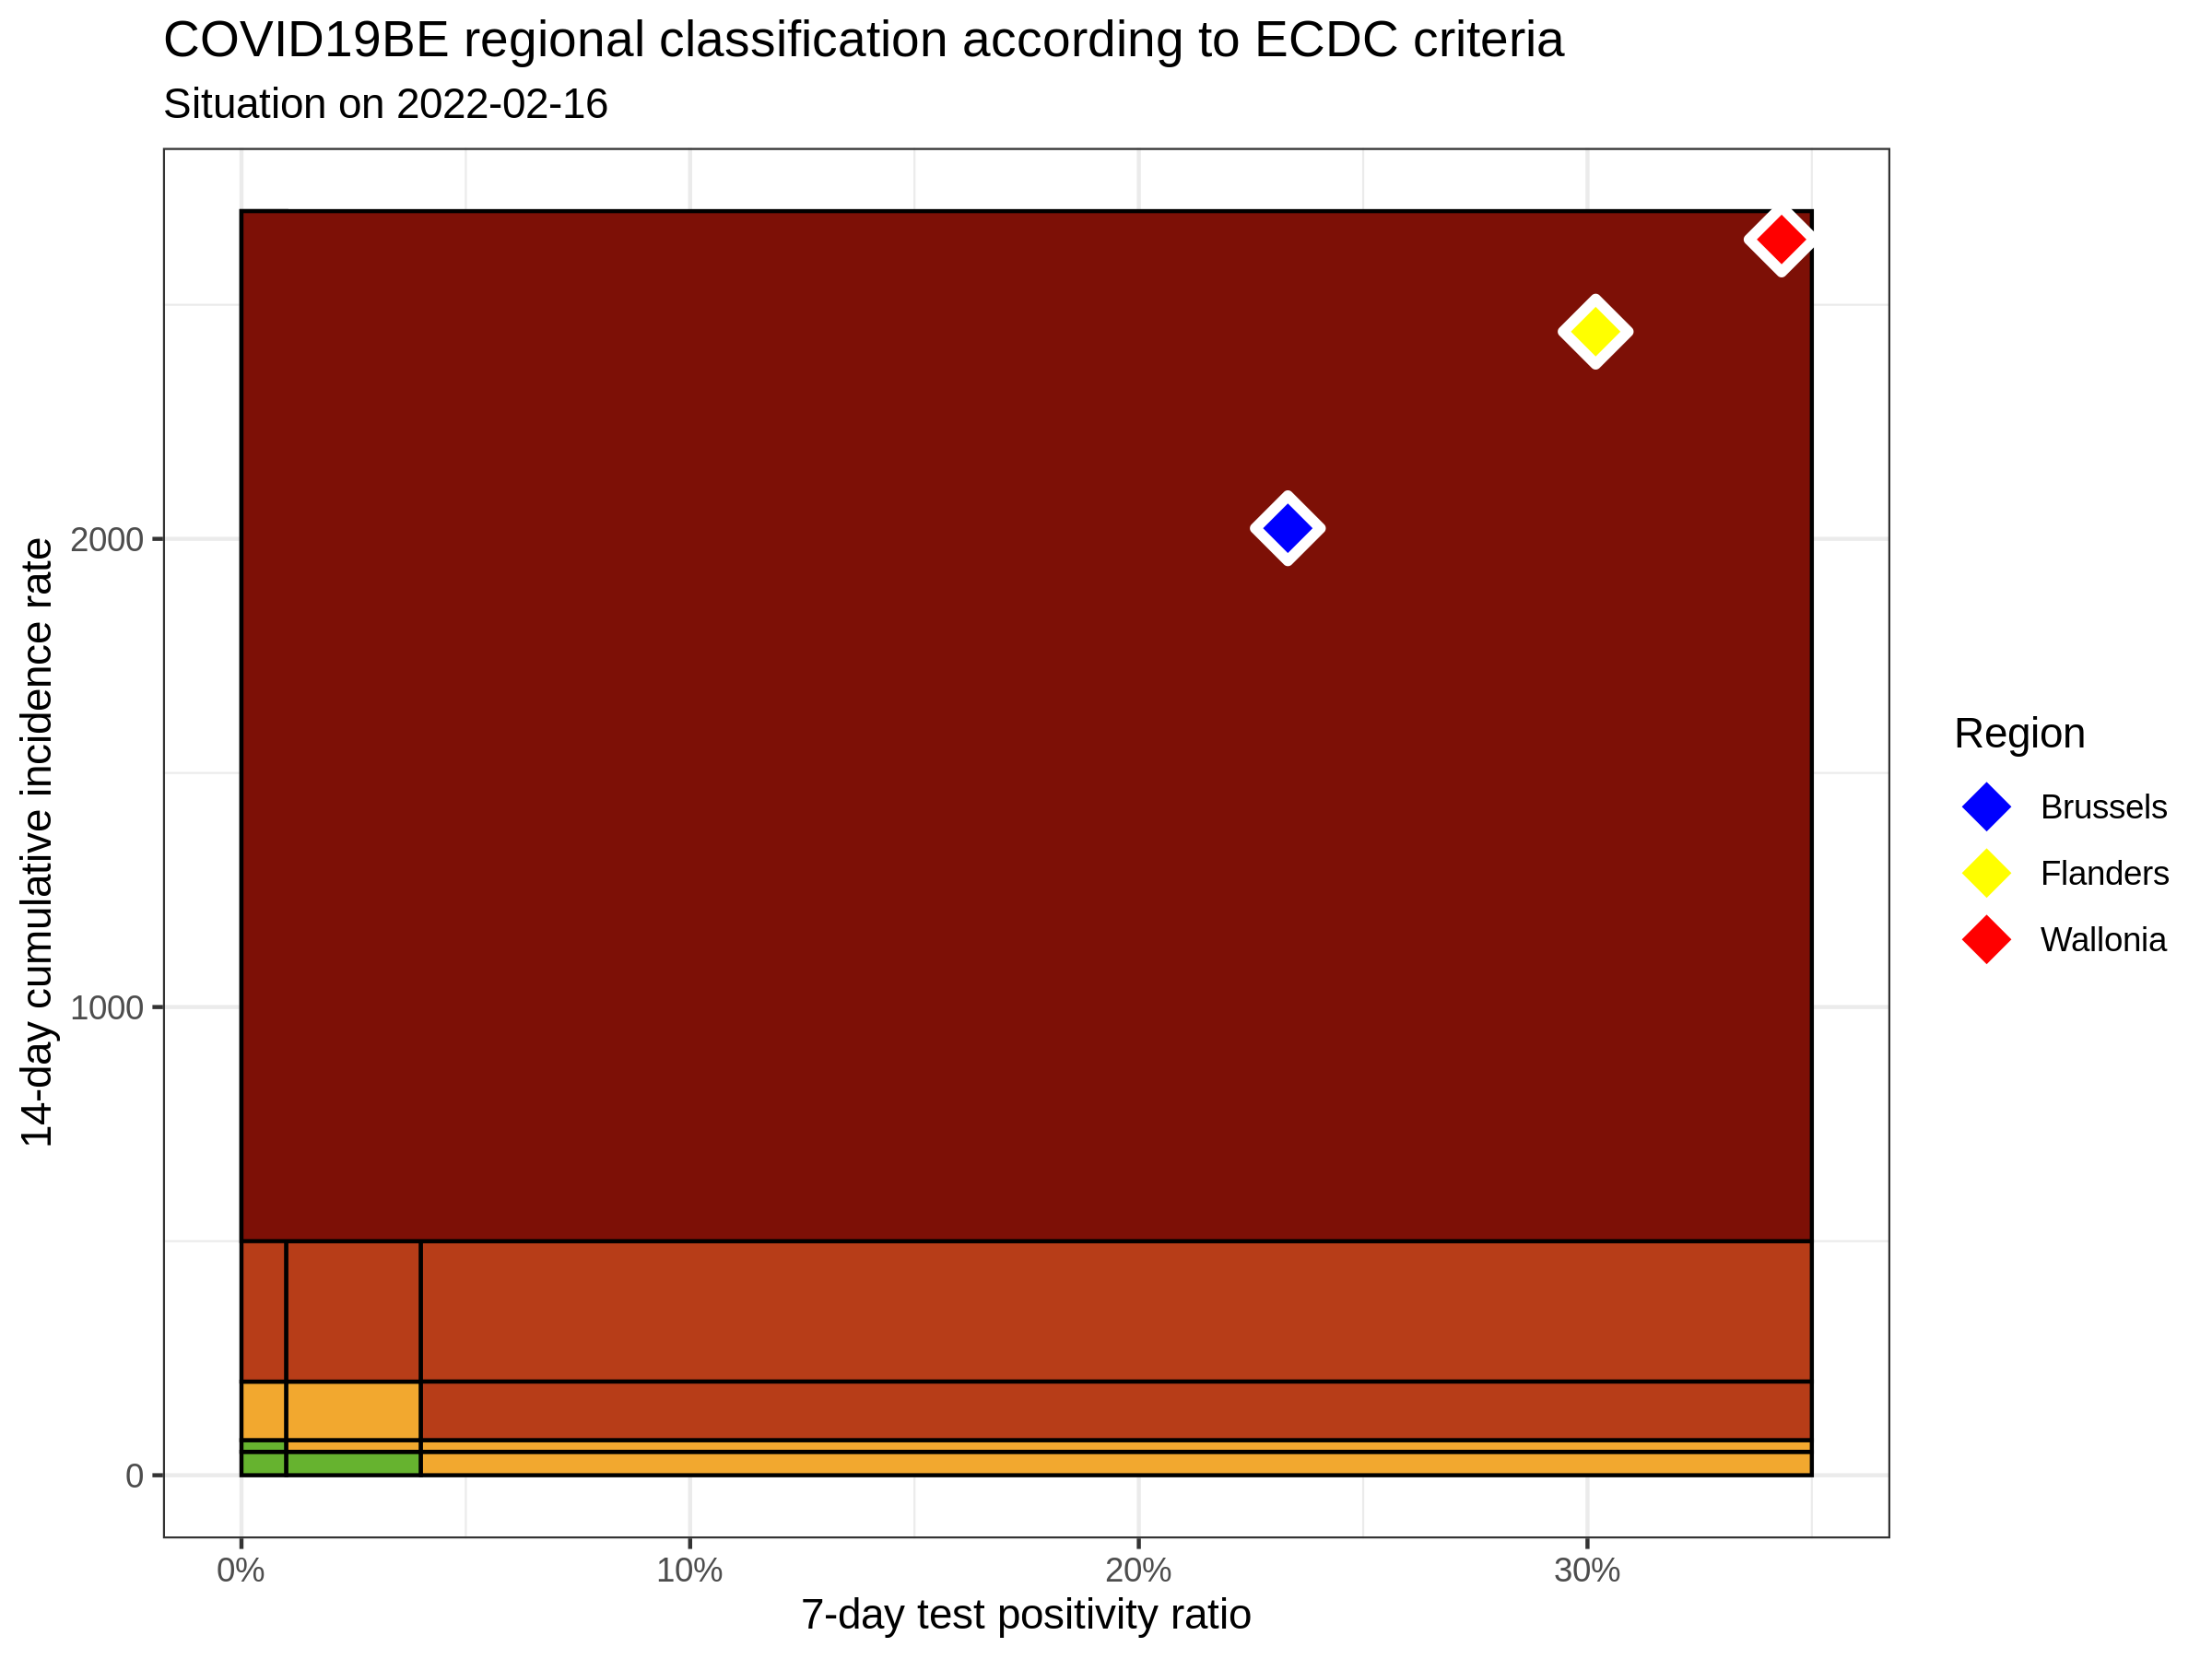 COVID19BE regional classification according to ECDC criteria
Situation on 2022-02-16
14-day cumulative incidence rate
2000
1000
0
0%
10%
20%
30%
7-day test positivity ratio
Region
Brussels
Flanders
Wallonia